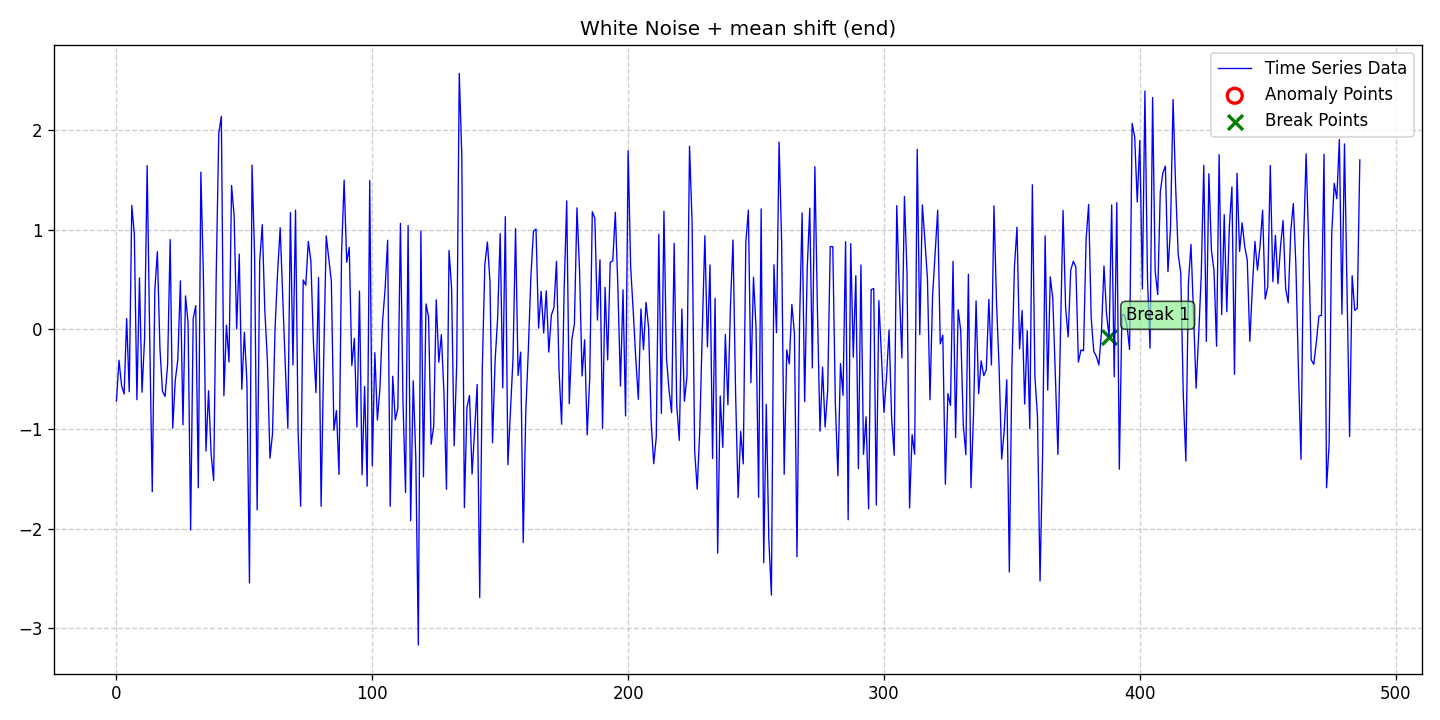 White Noise + mean shift (end)
Time Series Data
Anomaly Points
Break Points
2
1
0
−1
−2
−3
Break 1
0
100
200
300
400
500